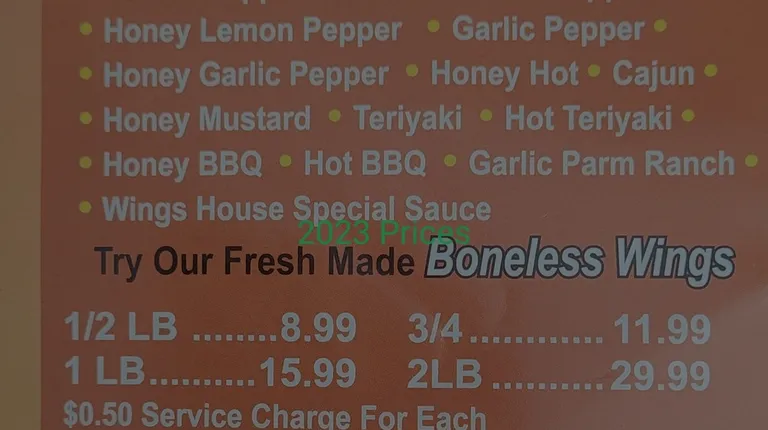 • Honey Lemon Pepper • Garlic Pepper •
• Honey Garlic Pepper • Honey Hot • Cajun •
• Honey Mustard • Teriyaki • Hot Teriyaki •
• Honey BBQ • Hot BBQ • Garlic Parm Ranch •
• Wings House Special Sauce
2023 Prices
Try Our Fresh Made Boneless Wings
1/2 LB ........8.99 3/4............. 11.99
1 LB...........15.99 2LB ...........29.99
$0.50 Service Charge For Each